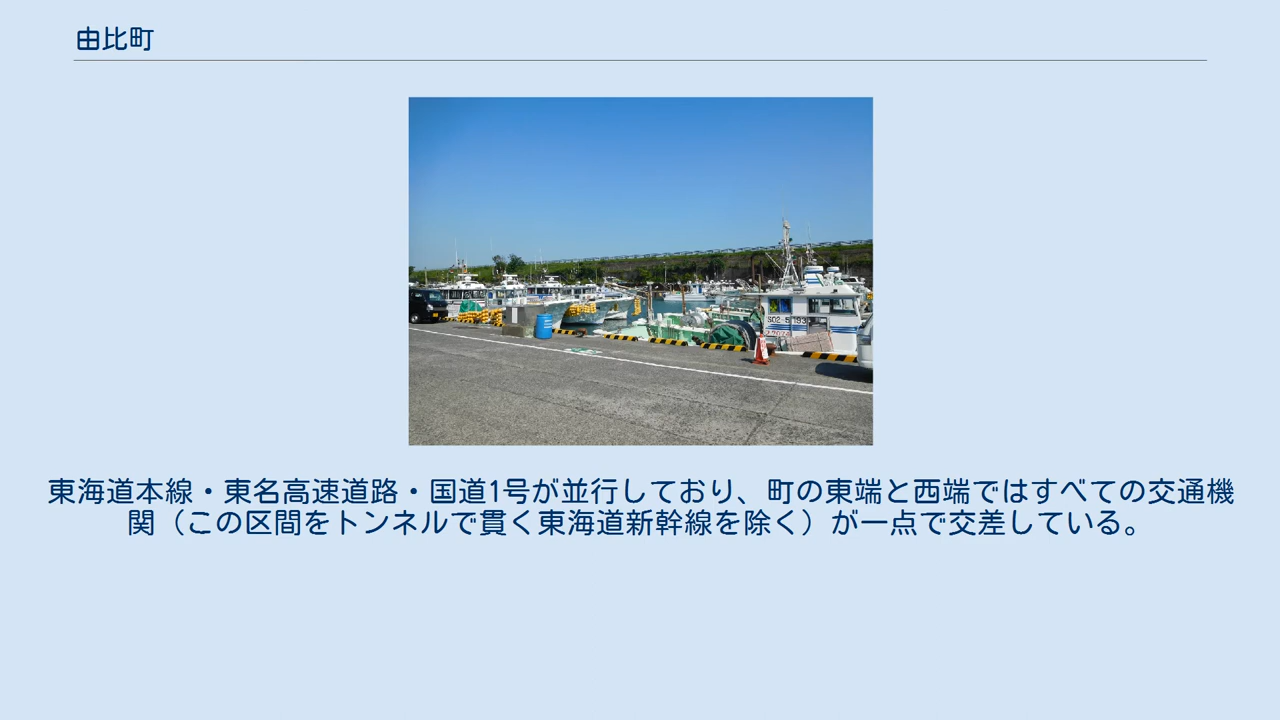 由比町
東海道本線・東名高速道路・国道1号が並行しており、町の東端と西端ではすべての交通機
関（この区間をトンネルで貫く東海道新幹線を除く）が一点で交差している。